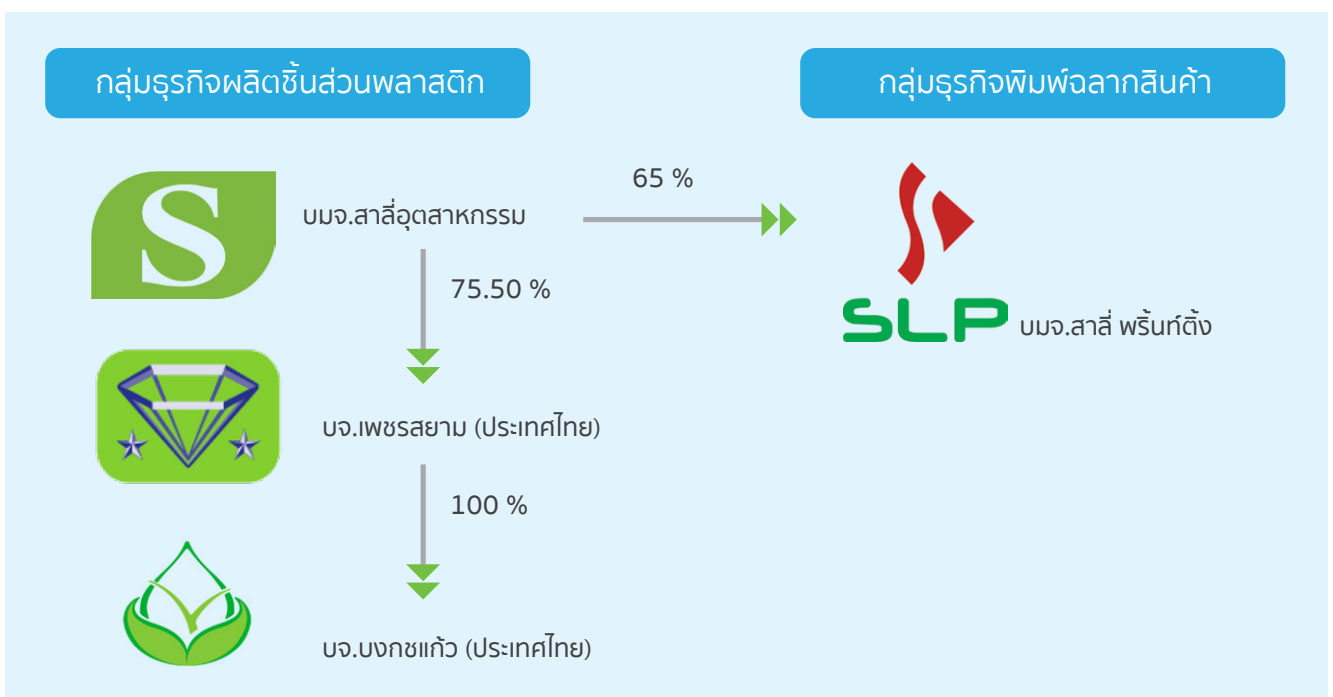 กลุ่มธุรกิจผลิตชิ้นส่วนพลาสติก
กลุ่มธุรกิจพิมพ์ฉลากสินค้า
S
บมจ.สาลี่อุตสาหกรรม
65 %
75.50 %
SLP
บมจ.สาลี่ พริ้นท์ติ้ง
บจ.เพชรสยาม (ประเทศไทย)
100 %
บจ.บงกชแก้ว (ประเทศไทย)